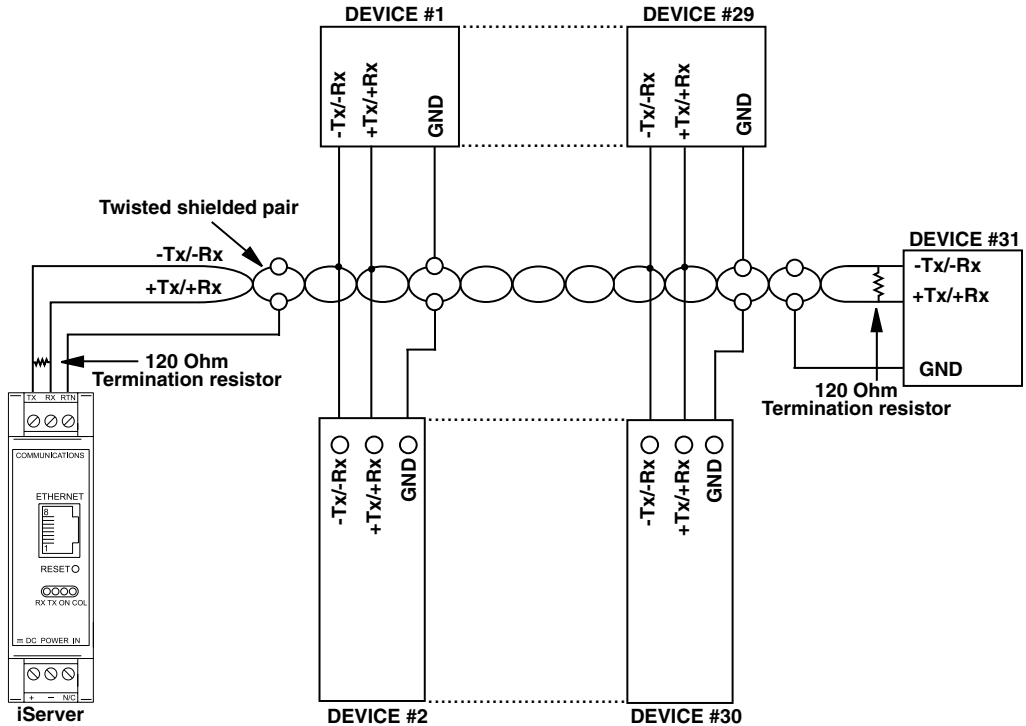 DEVICE #1
DEVICE #29
-Tx/-Rx
+Tx/+Rx
GND
-Tx/-Rx
+Tx/+Rx
GND
Twisted shielded pair
-Tx/-Rx
+Tx/+Rx
DEVICE #31
-Tx/-Rx
+Tx/+Rx
GND
120 Ohm
Termination resistor
120 Ohm
Termination resistor
TX RX RTN
COMMUNICATIONS
ETHERNET
8
1
RESET
RX TX ON COL
DC POWER IN
+ - N/C
iServer
-Tx/-Rx
+Tx/+Rx
GND
DEVICE #2
-Tx/-Rx
+Tx/+Rx
GND
DEVICE #30